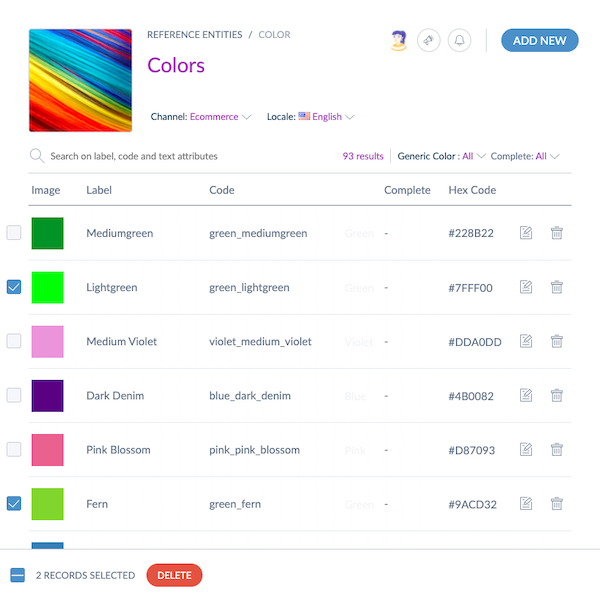 REFERENCE ENTITIES / COLOR
ADD NEW
Colors
Channel: Ecommerce Locale: English
Search on label, code and text attributes 93 results Generic Color : All Complete: All
Image Label Code Complete Hex Code
Mediumgreen green_mediumgreen Green - #228B22
Lightgreen green_lightgreen Green - #7FFF00
Medium Violet violet_medium_violet Violet - #DDA0DD
Dark Denim blue_dark_denim Blue - #4B0082
Pink Blossom pink_pink_blossom Pink - #D87093
Fern green_fern Green - #9ACD32
2 RECORDS SELECTED DELETE